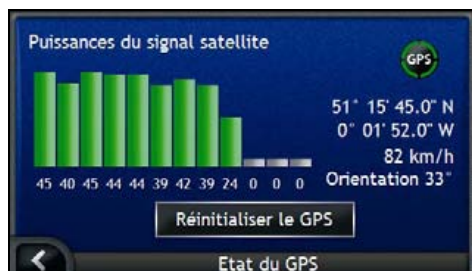 Puissances du signal satellite
GPS
51° 15' 45.0" N
0° 01' 52.0" W
82 km/h
Orientation 33°
45 40 45 44 44 39 42 39 24 0 0 0
Réinitialiser le GPS
Etat du GPS